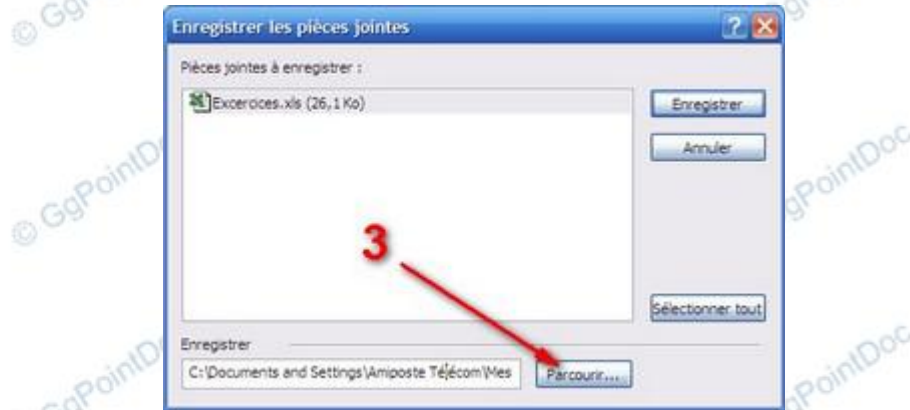 © GgPointDoc
Enregistrer les pièces jointes
Pièces jointes à enregistrer :
Excercices.xls (26,1 Ko)
Enregistrer
Annuler
3
Sélectionner tout
Enregistrer
C:\Documents and Settings\Amiposte Télécom\Mes
Parcourir...